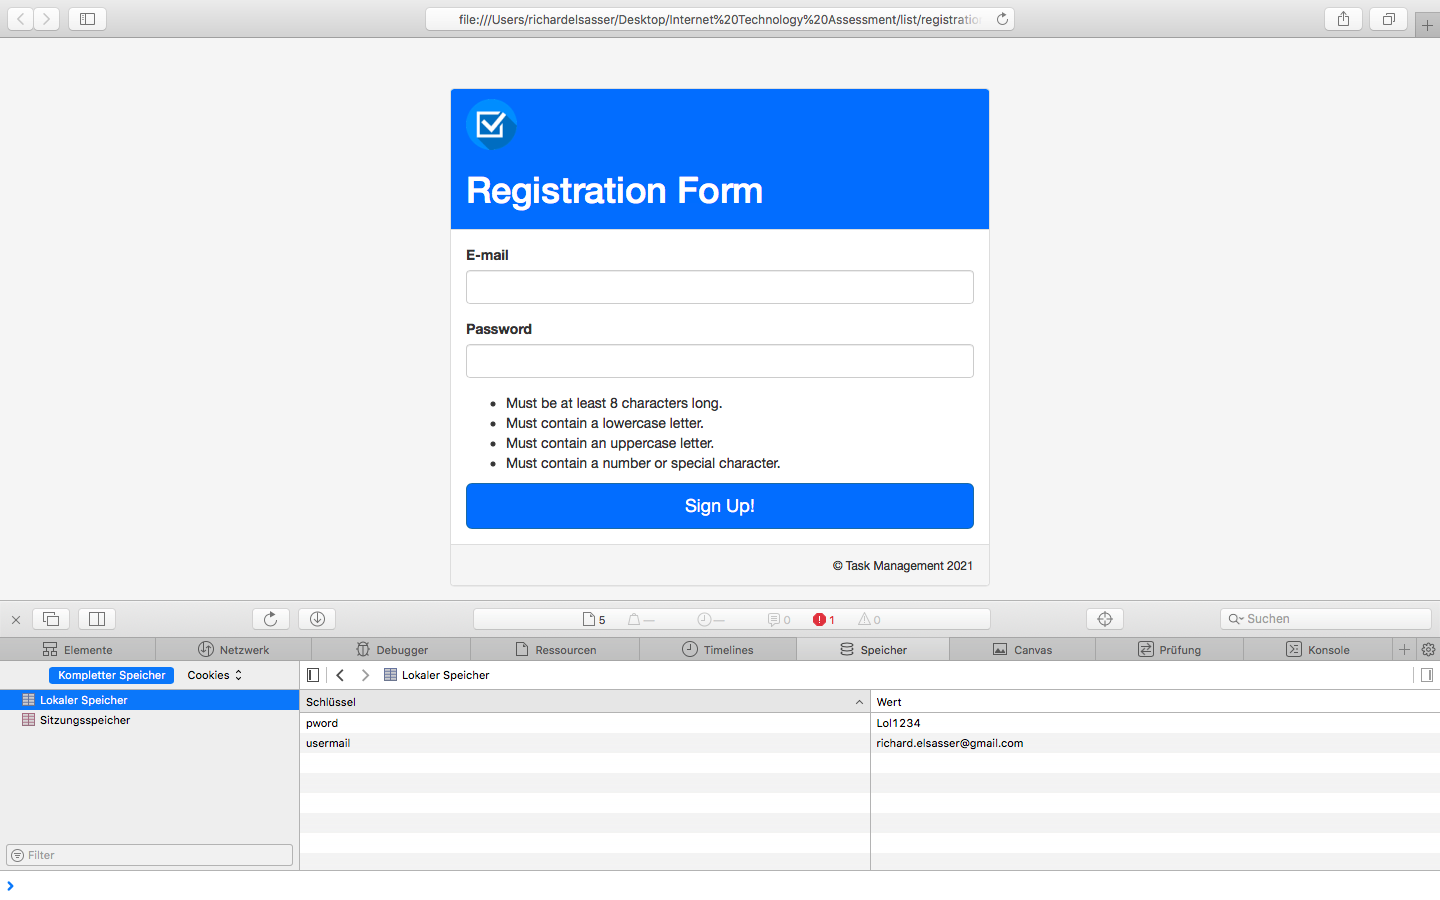 file:///Users/richardelsasser/Desktop/Internet%20Technology%20Assessment/list/registratio
Registration Form
E-mail
Password
Must be at least 8 characters long.
Must contain a lowercase letter.
Must contain an uppercase letter.
Must contain a number or special character.
Sign Up!
© Task Management 2021
5 — — 0 1 0
Suchen
Elemente Netzwerk Debugger Ressourcen Timelines Speicher Canvas Prüfung Konsole
Kompletter Speicher Cookies Lokaler Speicher
Lokaler Speicher
Sitzungsspeicher
Schlüssel Wert
pword Lol1234
usermail richard.elsasser@gmail.com
Filter